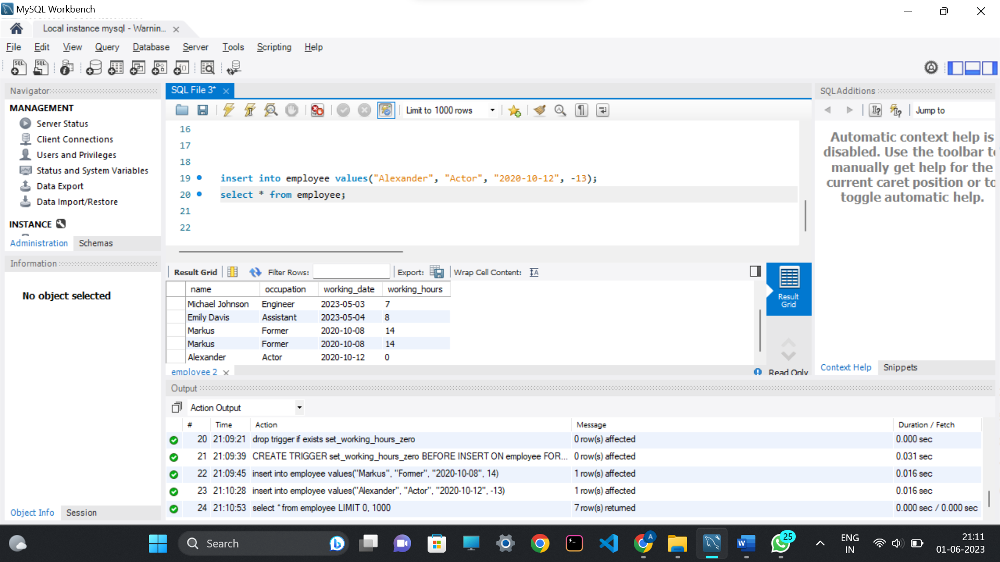 MySQL Workbench
Local instance mysql - Warnin...
File Edit View Query Database Server Tools Scripting Help
Navigator
MANAGEMENT
Server Status
Client Connections
Users and Privileges
Status and System Variables
Data Export
Data Import/Restore
INSTANCE
Administration Schemas
Information
No object selected
Object Info Session
SQL File 3*
Limit to 1000 rows
16
17
18
19 insert into employee values("Alexander", "Actor", "2020-10-12", -13);
20 select * from employee;
21
22
Result Grid Filter Rows: Export: Wrap Cell Content:
name occupation working_date working_hours
Michael Johnson Engineer 2023-05-03 7
Emily Davis Assistant 2023-05-04 8
Markus Former 2020-10-08 14
Markus Former 2020-10-08 14
Alexander Actor 2020-10-12 0
employee 2
Result
Grid
Read Only
SQLAdditions
Jump to
Automatic context help is
disabled. Use the toolbar to
manually get help for the
current caret position or to
toggle automatic help.
Context Help Snippets
Output
Action Output
# Time Action Message Duration / Fetch
20 21:09:21 drop trigger if exists set_working_hours_zero 0 row(s) affected 0.000 sec
21 21:09:39 CREATE TRIGGER set_working_hours_zero BEFORE INSERT ON employee FOR... 0 row(s) affected 0.031 sec
22 21:09:45 insert into employee values("Markus", "Former", "2020-10-08", 14) 1 row(s) affected 0.016 sec
23 21:10:28 insert into employee values("Alexander", "Actor", "2020-10-12", -13) 1 row(s) affected 0.016 sec
24 21:10:53 select * from employee LIMIT 0, 1000 7 row(s) returned 0.000 sec / 0.000 sec
Search
A
W
25
ENG
IN
21:11
01-06-2023